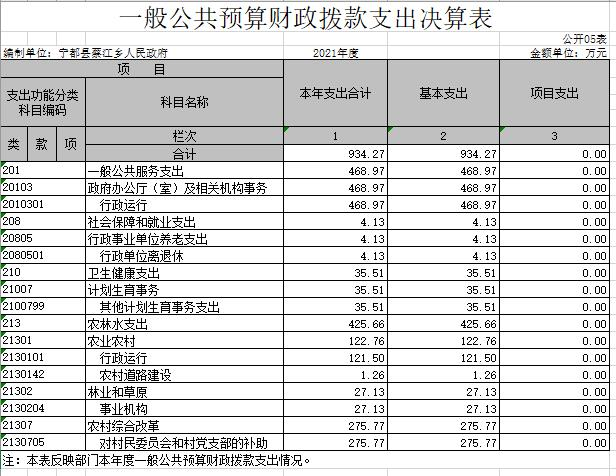 一般公共预算财政拨款支出决算表
公开05表
编制单位：宁都县蔡江乡人民政府 2021年度 金额单位：万元
项 目 本年支出合计 基本支出 项目支出
支出功能分类科目编码 科目名称
类 款 项 栏次 1 2 3
合计 934.27 934.27 0.00
201 一般公共服务支出 468.97 468.97 0.00
20103 政府办公厅（室）及相关机构事务 468.97 468.97 0.00
2010301 行政运行 468.97 468.97 0.00
208 社会保障和就业支出 4.13 4.13 0.00
20805 行政事业单位养老支出 4.13 4.13 0.00
2080501 行政单位离退休 4.13 4.13 0.00
210 卫生健康支出 35.51 35.51 0.00
21007 计划生育事务 35.51 35.51 0.00
2100799 其他计划生育事务支出 35.51 35.51 0.00
213 农林水支出 425.66 425.66 0.00
21301 农业农村 122.76 122.76 0.00
2130101 行政运行 121.50 121.50 0.00
2130142 农村道路建设 1.26 1.26 0.00
21302 林业和草原 27.13 27.13 0.00
2130204 事业机构 27.13 27.13 0.00
21307 农村综合改革 275.77 275.77 0.00
2130705 对村民委员会和村党支部的补助 275.77 275.77 0.00
注：本表反映部门本年度一般公共预算财政拨款支出情况。